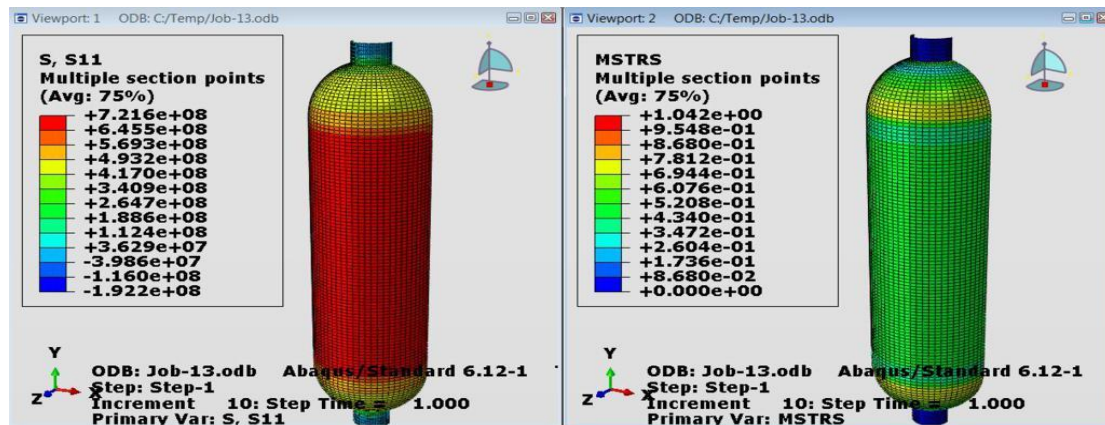 Viewport: 1 ODB: C:/Temp/Job-13.odb
S, S11
Multiple section points
(Avg: 75%)
+7.216e+08
+6.455e+08
+5.693e+08
+4.932e+08
+4.170e+08
+3.409e+08
+2.647e+08
+1.886e+08
+1.124e+08
+3.629e+07
-3.986e+07
-1.160e+08
-1.922e+08
Y
Z
X
ODB: Job-13.odb Abaqus/Standard 6.12-1
Step: Step-1
Increment 10: Step Time = 1.000
Primary Var: S, S11
Viewport: 2 ODB: C:/Temp/Job-13.odb
MSTRS
Multiple section points
(Avg: 75%)
+1.042e+00
+9.548e-01
+8.680e-01
+7.812e-01
+6.944e-01
+6.076e-01
+5.208e-01
+4.340e-01
+3.472e-01
+2.604e-01
+1.736e-01
+8.680e-02
+0.000e+00
Y
Z
X
ODB: Job-13.odb Abaqus/Standard 6.12-1
Step: Step-1
Increment 10: Step Time = 1.000
Primary Var: MSTRS